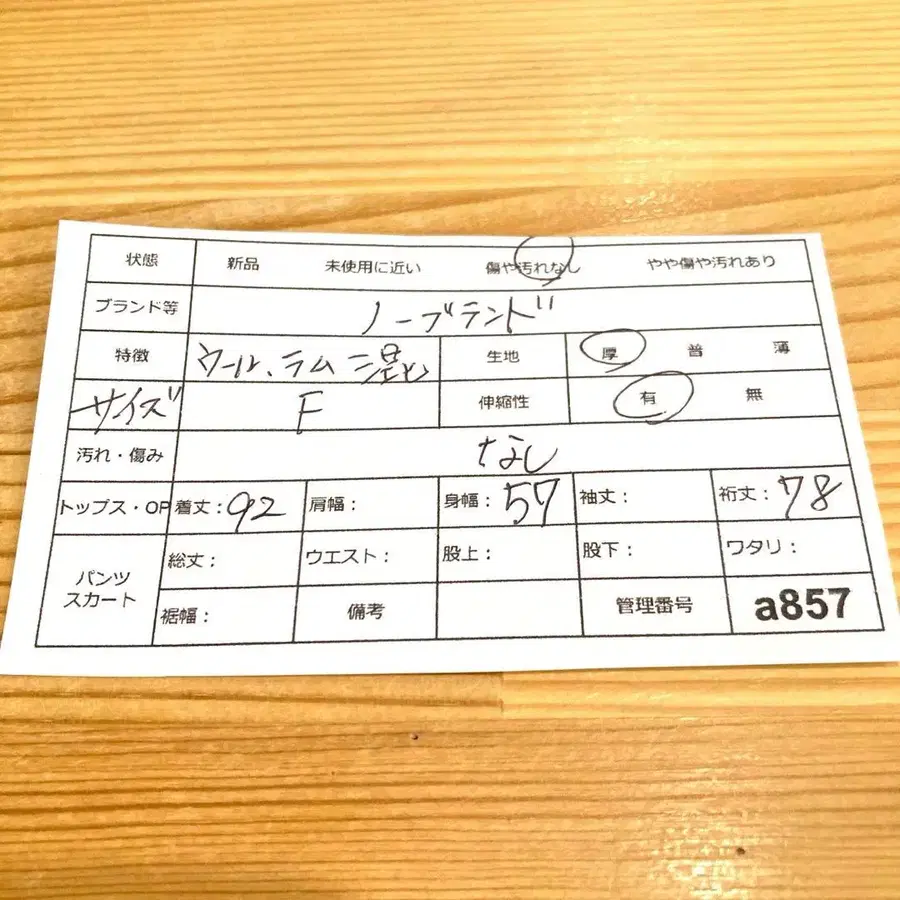 状態 新品 未使用に近い 傷や汚れなし やや傷や汚れあり
ブランド等 ノーブランド
特徴 ウール、ラム 混 生地 厚 普 薄
サイズ F 伸縮性 有 無
汚れ・傷み なし
トップス・OP 着丈:92 肩幅: 身幅:57 袖丈: 裄丈:78
パンツ スカート 総丈: ウエスト: 股上: 股下: ワタリ:
裾幅: 備考 管理番号 a857